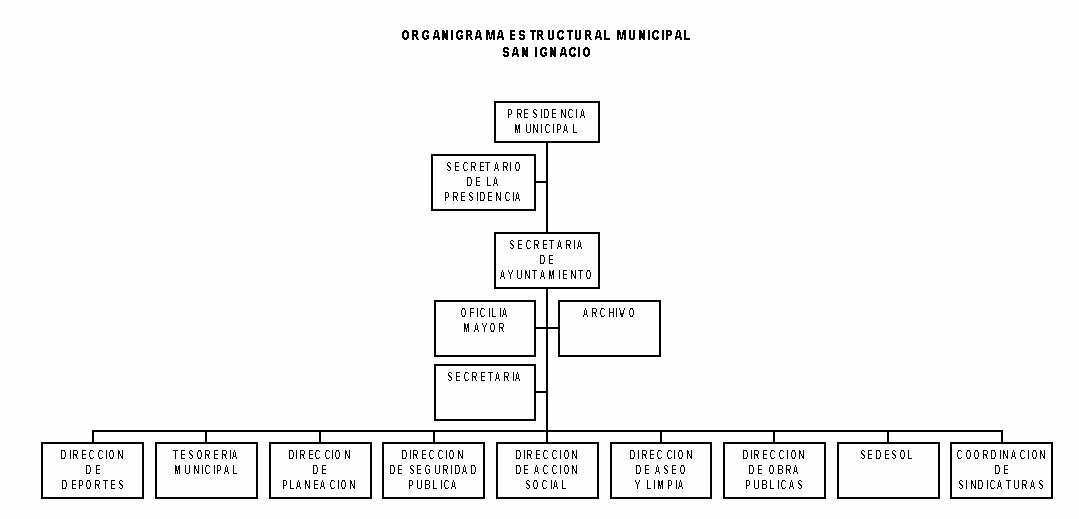 ORGANIGRAMA ESTRUCTURAL MUNICIPAL
SAN IGNACIO
PRESIDENCIA
MUNICIPAL
SECRETARIO
DE LA
PRESIDENCIA
SECRETARIA
DE
AYUNTAMIENTO
OFICILIA
MAYOR
ARCHIVO
SECRETARIA
DIRECCION
DE
DEPORTES
TESORERIA
MUNICIPAL
DIRECCION
DE
PLANEACION
DIRECCION
DE SEGURIDAD
PUBLICA
DIRECCION
DE ACCION
SOCIAL
DIRECCION
DE ASEO
Y LIMPIA
DIRECCION
DE OBRA
PUBLICAS
SEDESOL
COORDINACION
DE
SINDICATURAS